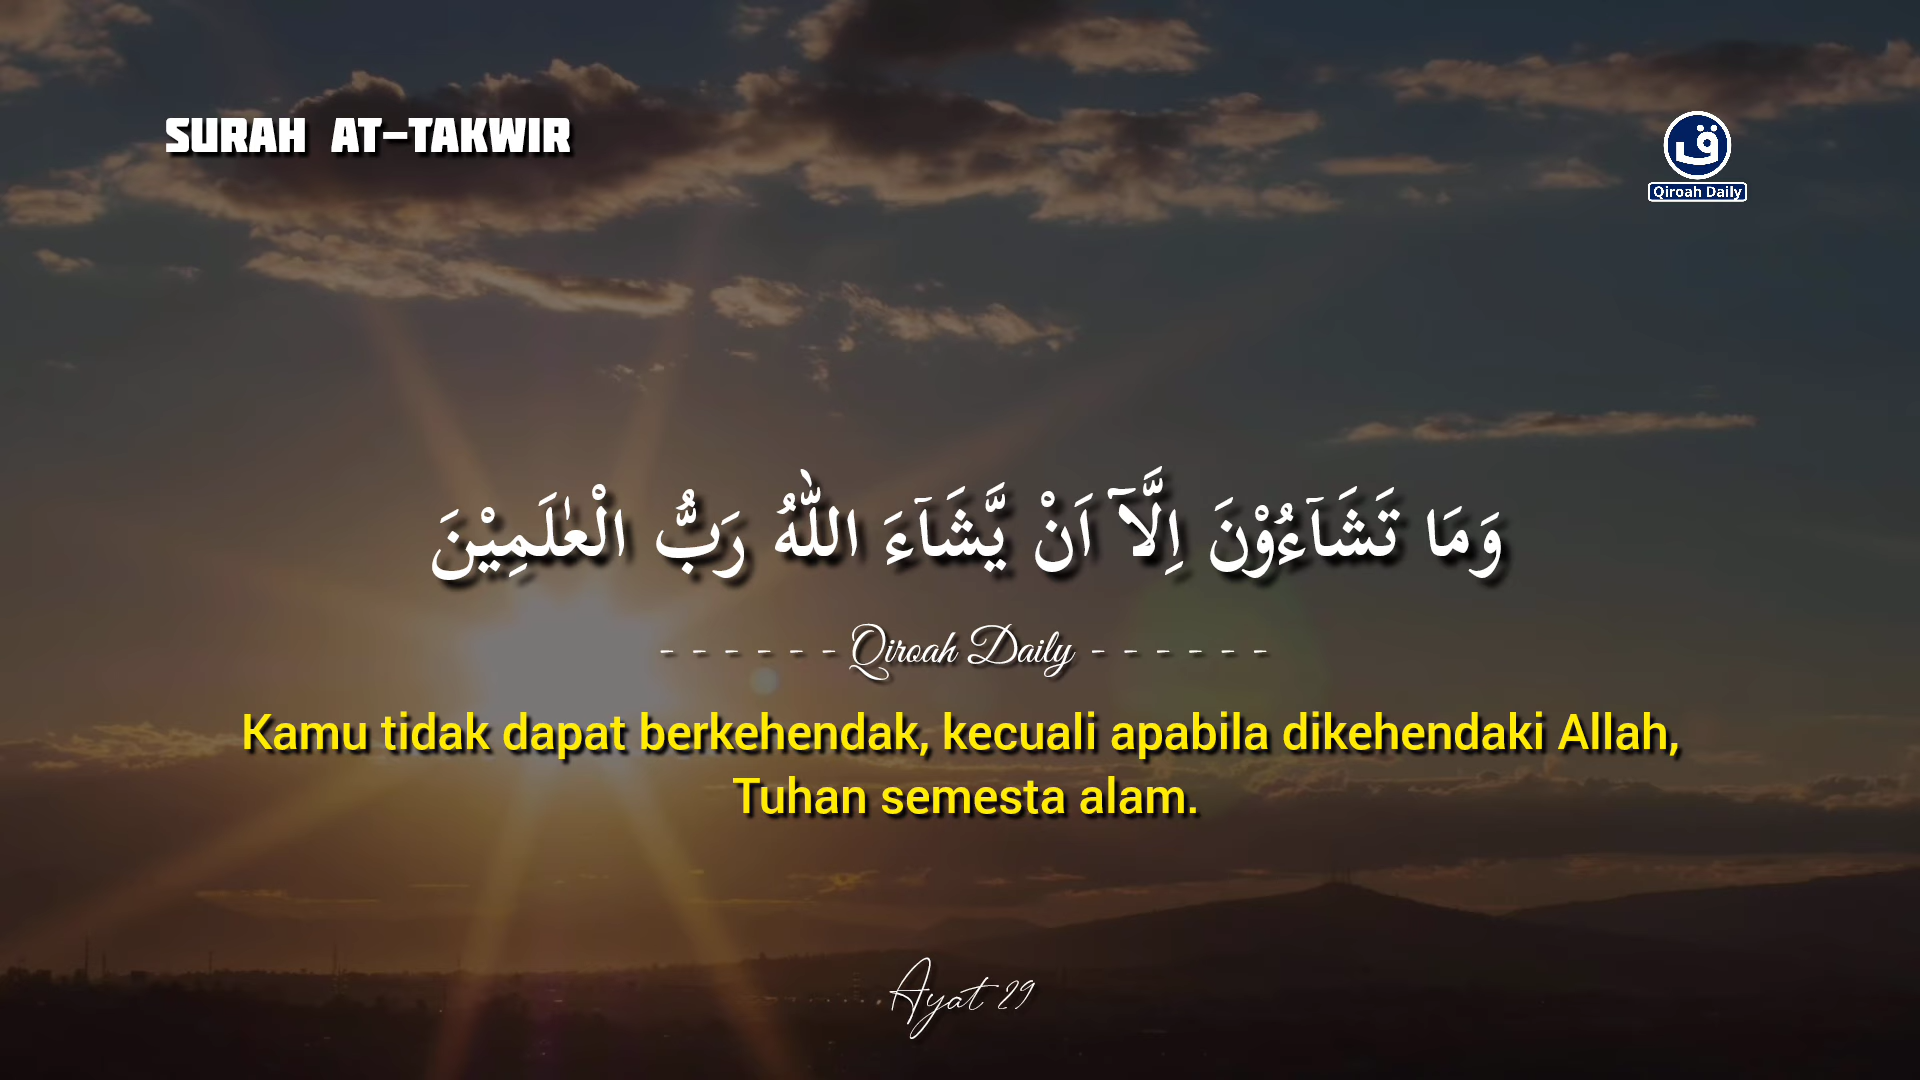 SURAH AT-TAKWIR
ق
Qiroah Daily
وَمَا تَشَاۤءُوْنَ اِلَّآ اَنْ يَّشَاۤءَ اللّٰهُ رَبُّ الْعٰلَمِيْنَ
- - - - - - Qiroah Daily - - - - - -
Kamu tidak dapat berkehendak, kecuali apabila dikehendaki Allah,
Tuhan semesta alam.
Ayat 29